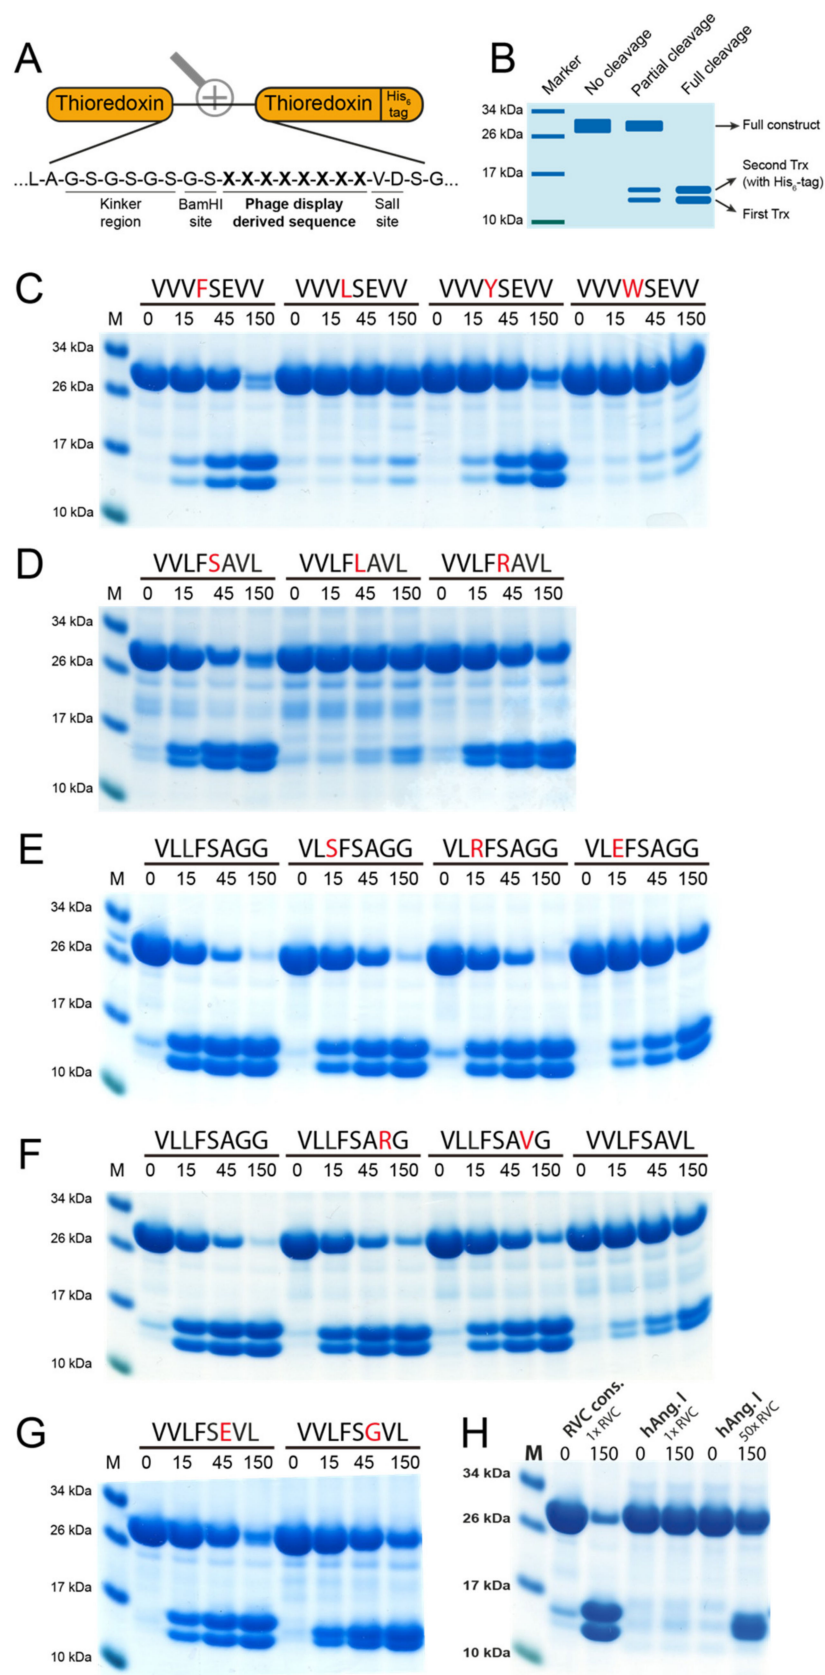 A
Thioredoxin
Thioredoxin
His6
tag
...L-A-G-S-G-S-G-S-G-S-X-X-X-X-X-X-X-X-V-D-S-G...
Kinker
region
BamHI
site
Phage display
derived sequence
SalI
site
B
Marker
No cleavage
Partial cleavage
Full cleavage
34 kDa
26 kDa
17 kDa
10 kDa
Full construct
Second Trx
(with His6-tag)
First Trx
C
VVVFSEVV VVVLSEVV VVVYSEVV VVVWSEVV
M 0 15 45 150 0 15 45 150 0 15 45 150 0 15 45 150
34 kDa
26 kDa
17 kDa
10 kDa
D
VVLFSAVL VVLFLAVL VVLFRAVL
M 0 15 45 150 0 15 45 150 0 15 45 150
34 kDa
26 kDa
17 kDa
10 kDa
E
VLLFSAGG VLSFSAGG VLRFSAGG VLEFSAGG
M 0 15 45 150 0 15 45 150 0 15 45 150 0 15 45 150
34 kDa
26 kDa
17 kDa
10 kDa
F
VLLFSAGG VLLFSARG VLLFSAVG VVLFSAVL
M 0 15 45 150 0 15 45 150 0 15 45 150 0 15 45 150
34 kDa
26 kDa
17 kDa
10 kDa
G
VVLFSEVL VVLFSGVL
M 0 15 45 150 0 15 45 150
34 kDa
26 kDa
17 kDa
10 kDa
H
RVC cons.
1x RVC
hAng. I
1x RVC
hAng. I
50x RVC
M 0 150 0 150 0 150
34 kDa
26 kDa
17 kDa
10 kDa